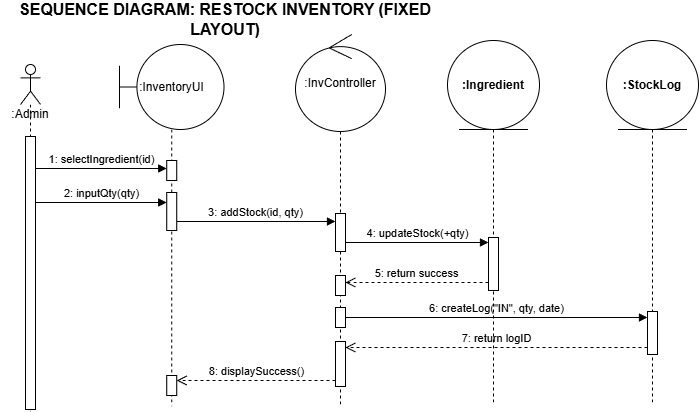 SEQUENCE DIAGRAM: RESTOCK INVENTORY (FIXED
LAYOUT)
:Admin
:InventoryUI
:InvController
:Ingredient
:StockLog
1: selectIngredient(id)
2: inputQty(qty)
3: addStock(id, qty)
4: updateStock(+qty)
5: return success
6: createLog("IN", qty, date)
7: return logID
8: displaySuccess()